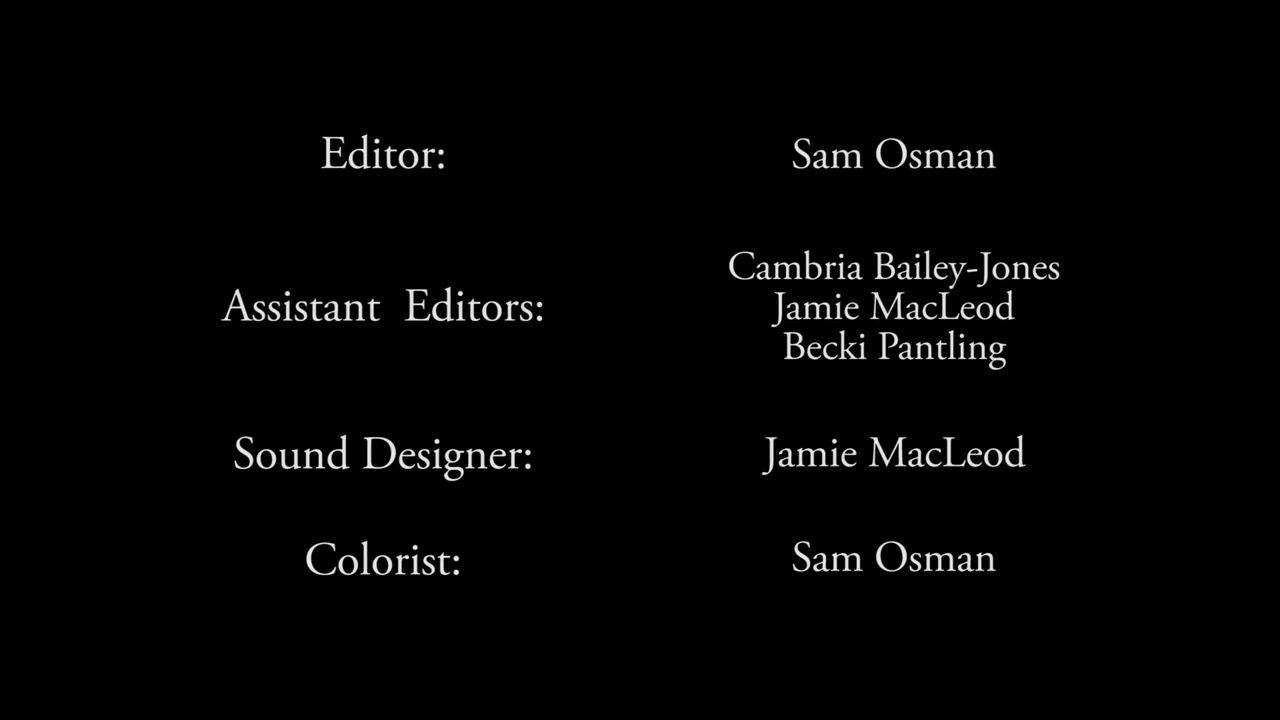 Editor: Sam Osman
Cambria Bailey-Jones
Assistant Editors: Jamie MacLeod
Becki Pantling
Sound Designer: Jamie MacLeod
Colorist: Sam Osman